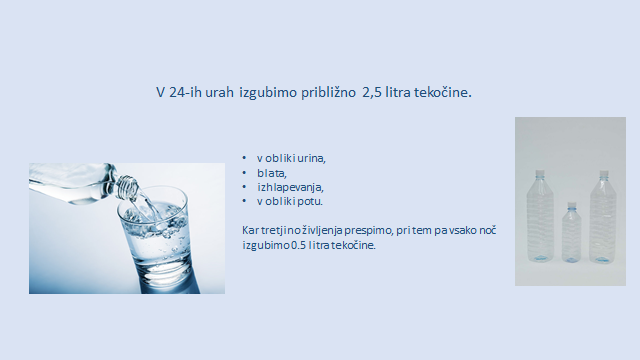 V 24-ih urah izgubimo približno 2,5 litra tekočine.
• v obliki urina,
• blata,
• izhlapevanja,
• v obliki potu.
Kar tretjino življenja prespimo, pri tem pa vsako noč
izgubimo 0.5 litra tekočine.